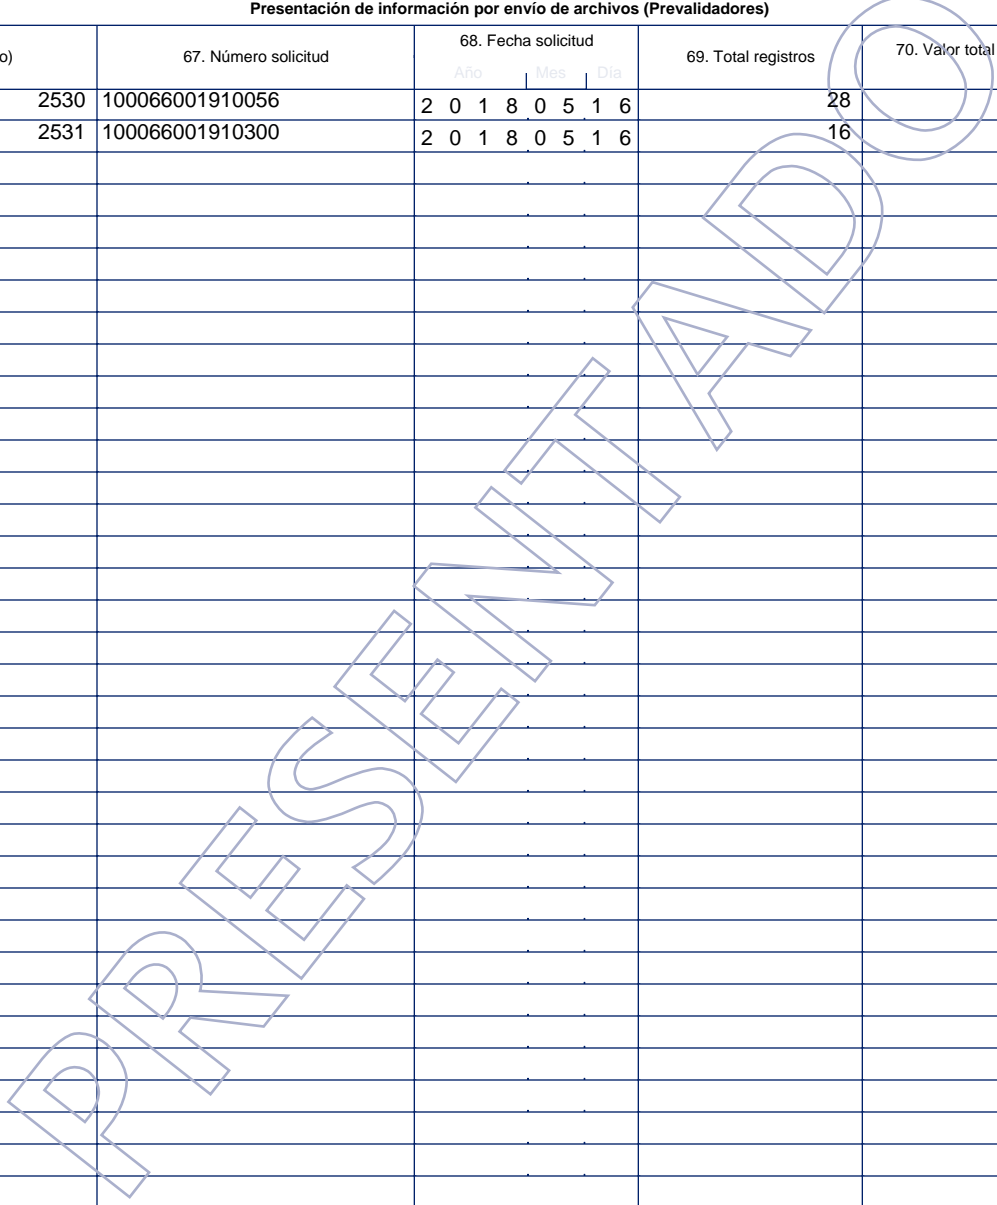 Presentación de información por envío de archivos (Prevalidadores)
o) 67. Número solicitud 68. Fecha solicitud 69. Total registros 70. Valor total
Año Mes Día
2530 100066001910056 2 0 1 8 0 5 1 6 28
2531 100066001910300 2 0 1 8 0 5 1 6 16
PRESENTADO